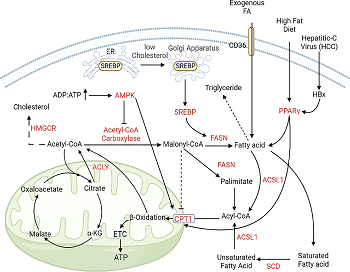 Exogenous
FA
High Fat
Diet
Hepatitic-C
Virus (HCC)
CD36
ER
low
Cholesterol
Golgi Apparatus
SREBP
SREBP
Triglyceride
HBx
ADP:ATP
AMPK
SREBP
PPARγ
Cholesterol
HMGCR
Acetyl-CoA
Carboxylase
FASN
Acetyl-CoA
Malonyl-CoA
Fatty acid
ACLY
FASN
Oxaloacetate
Citrate
Palmitate
ACSL1
β-Oxidation
CPT1
Acyl-CoA
Malate
α-KG
ETC
ATP
ACSL1
Unsaturated
Fatty Acid
SCD
Saturated
Fatty Acid